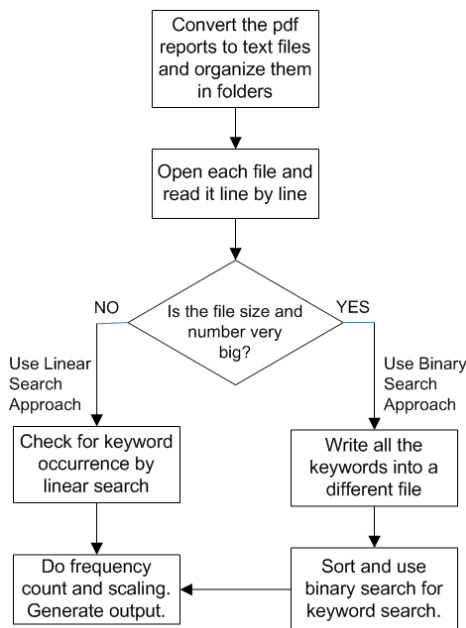 Convert the pdf
reports to text files
and organize them
in folders
Open each file and
read it line by line
Is the file size and
number very
big?
NO
YES
Use Linear
Search
Approach
Use Binary
Search
Approach
Check for keyword
occurrence by
linear search
Write all the
keywords into a
different file
Do frequency
count and scaling.
Generate output.
Sort and use
binary search for
keyword search.